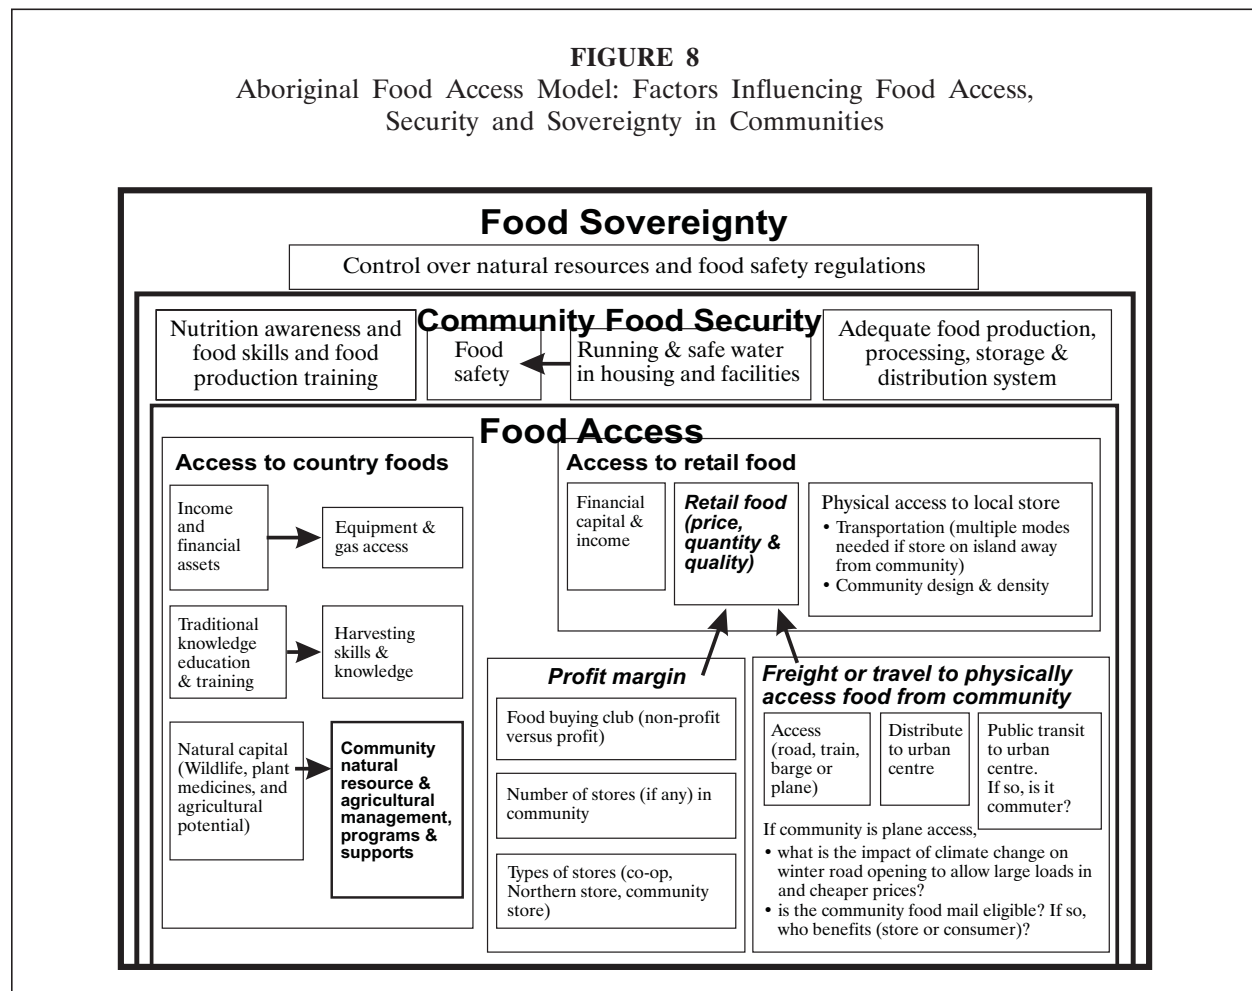 FIGURE 8
Aboriginal Food Access Model: Factors Influencing Food Access,
Security and Sovereignty in Communities
Food Sovereignty
Control over natural resources and food safety regulations
Community Food Security
Nutrition awareness and
food skills and food
production training
Food
safety
Running & safe water
in housing and facilities
Adequate food production,
processing, storage &
distribution system
Food Access
Access to country foods
Income
and
financial
assets
Equipment &
gas access
Traditional
knowledge
education
& training
Harvesting
skills &
knowledge
Natural capital
(Wildlife, plant
medicines, and
agricultural
potential)
Community
natural
resource &
agricultural
management,
programs &
supports
Access to retail food
Financial
capital &
income
Retail food
(price,
quantity &
quality)
Physical access to local store
• Transportation (multiple modes
needed if store on island away
from community)
• Community design & density
Profit margin
Food buying club (non-profit
versus profit)
Number of stores (if any) in
community
Types of stores (co-op,
Northern store, community
store)
Freight or travel to physically
access food from community
Access
(road, train,
barge or
plane)
Distribute
to urban
centre
Public transit
to urban
centre.
If so, is it
commuter?
If community is plane access,
• what is the impact of climate change on
winter road opening to allow large loads in
and cheaper prices?
• is the community food mail eligible? If so,
who benefits (store or consumer)?